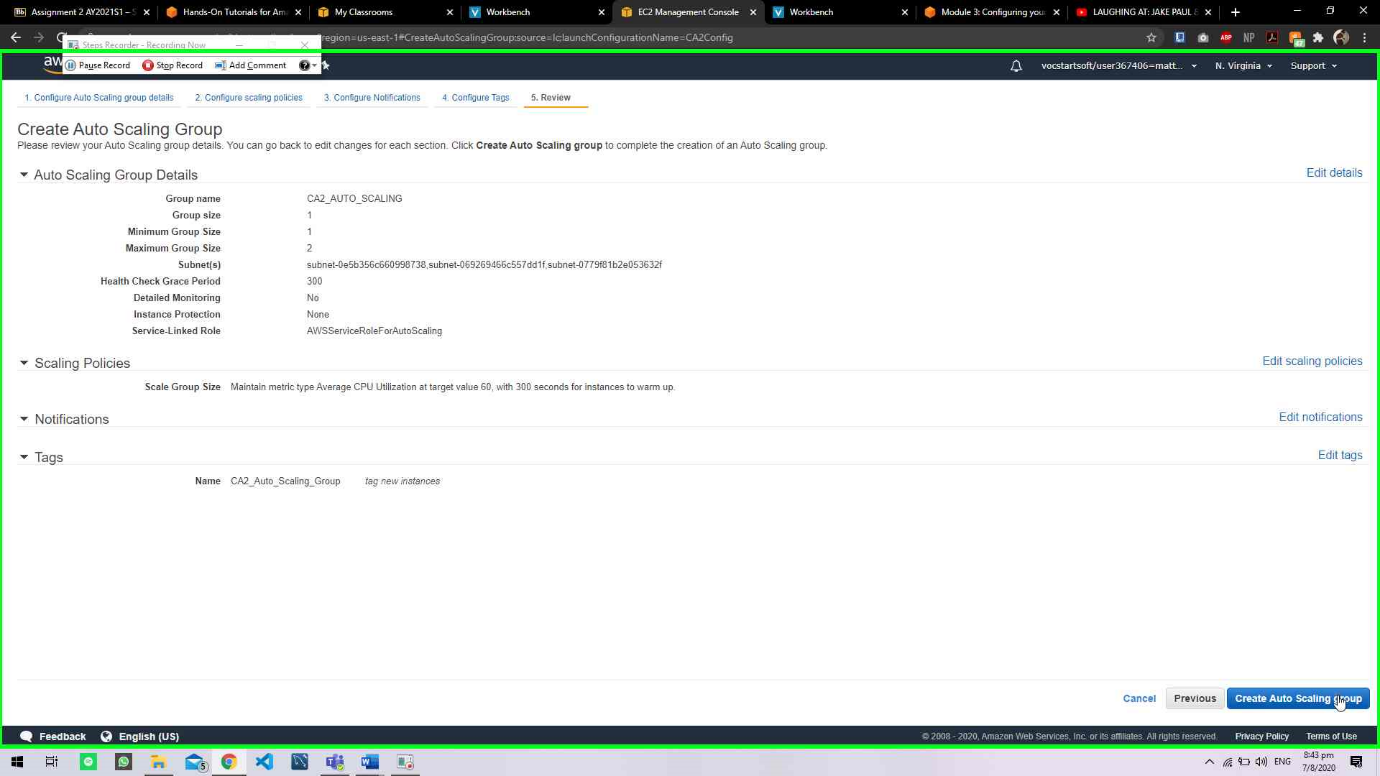 Assignment 2 AY2021S1 – S
Hands-On Tutorials for Am
My Classrooms
Workbench
EC2 Management Console
Workbench
Module 3: Configuring your
LAUGHING AT: JAKE PAUL &
Steps Recorder - Recording Now
region=us-east-1#CreateAutoScalingGroup:source=lc;launchConfigurationName=CA2Config
Pause Record Stop Record Add Comment
vocstartsoft/user367406=matt... N. Virginia Support
1. Configure Auto Scaling group details 2. Configure scaling policies 3. Configure Notifications 4. Configure Tags 5. Review
Create Auto Scaling Group
Please review your Auto Scaling group details. You can go back to edit changes for each section. Click Create Auto Scaling group to complete the creation of an Auto Scaling group.
Auto Scaling Group Details Edit details
Group name CA2_AUTO_SCALING
Group size 1
Minimum Group Size 1
Maximum Group Size 2
Subnet(s) subnet-0e5b356c660998738,subnet-069269466c557dd1f,subnet-0779f81b2e053632f
Health Check Grace Period 300
Detailed Monitoring No
Instance Protection None
Service-Linked Role AWSServiceRoleForAutoScaling
Scaling Policies Edit scaling policies
Scale Group Size Maintain metric type Average CPU Utilization at target value 60, with 300 seconds for instances to warm up.
Notifications Edit notifications
Tags Edit tags
Name CA2_Auto_Scaling_Group tag new instances
Cancel Previous Create Auto Scaling group
Feedback English (US) © 2008 - 2020, Amazon Web Services, Inc. or its affiliates. All rights reserved. Privacy Policy Terms of Use
ENG 8:43 pm
7/8/2020